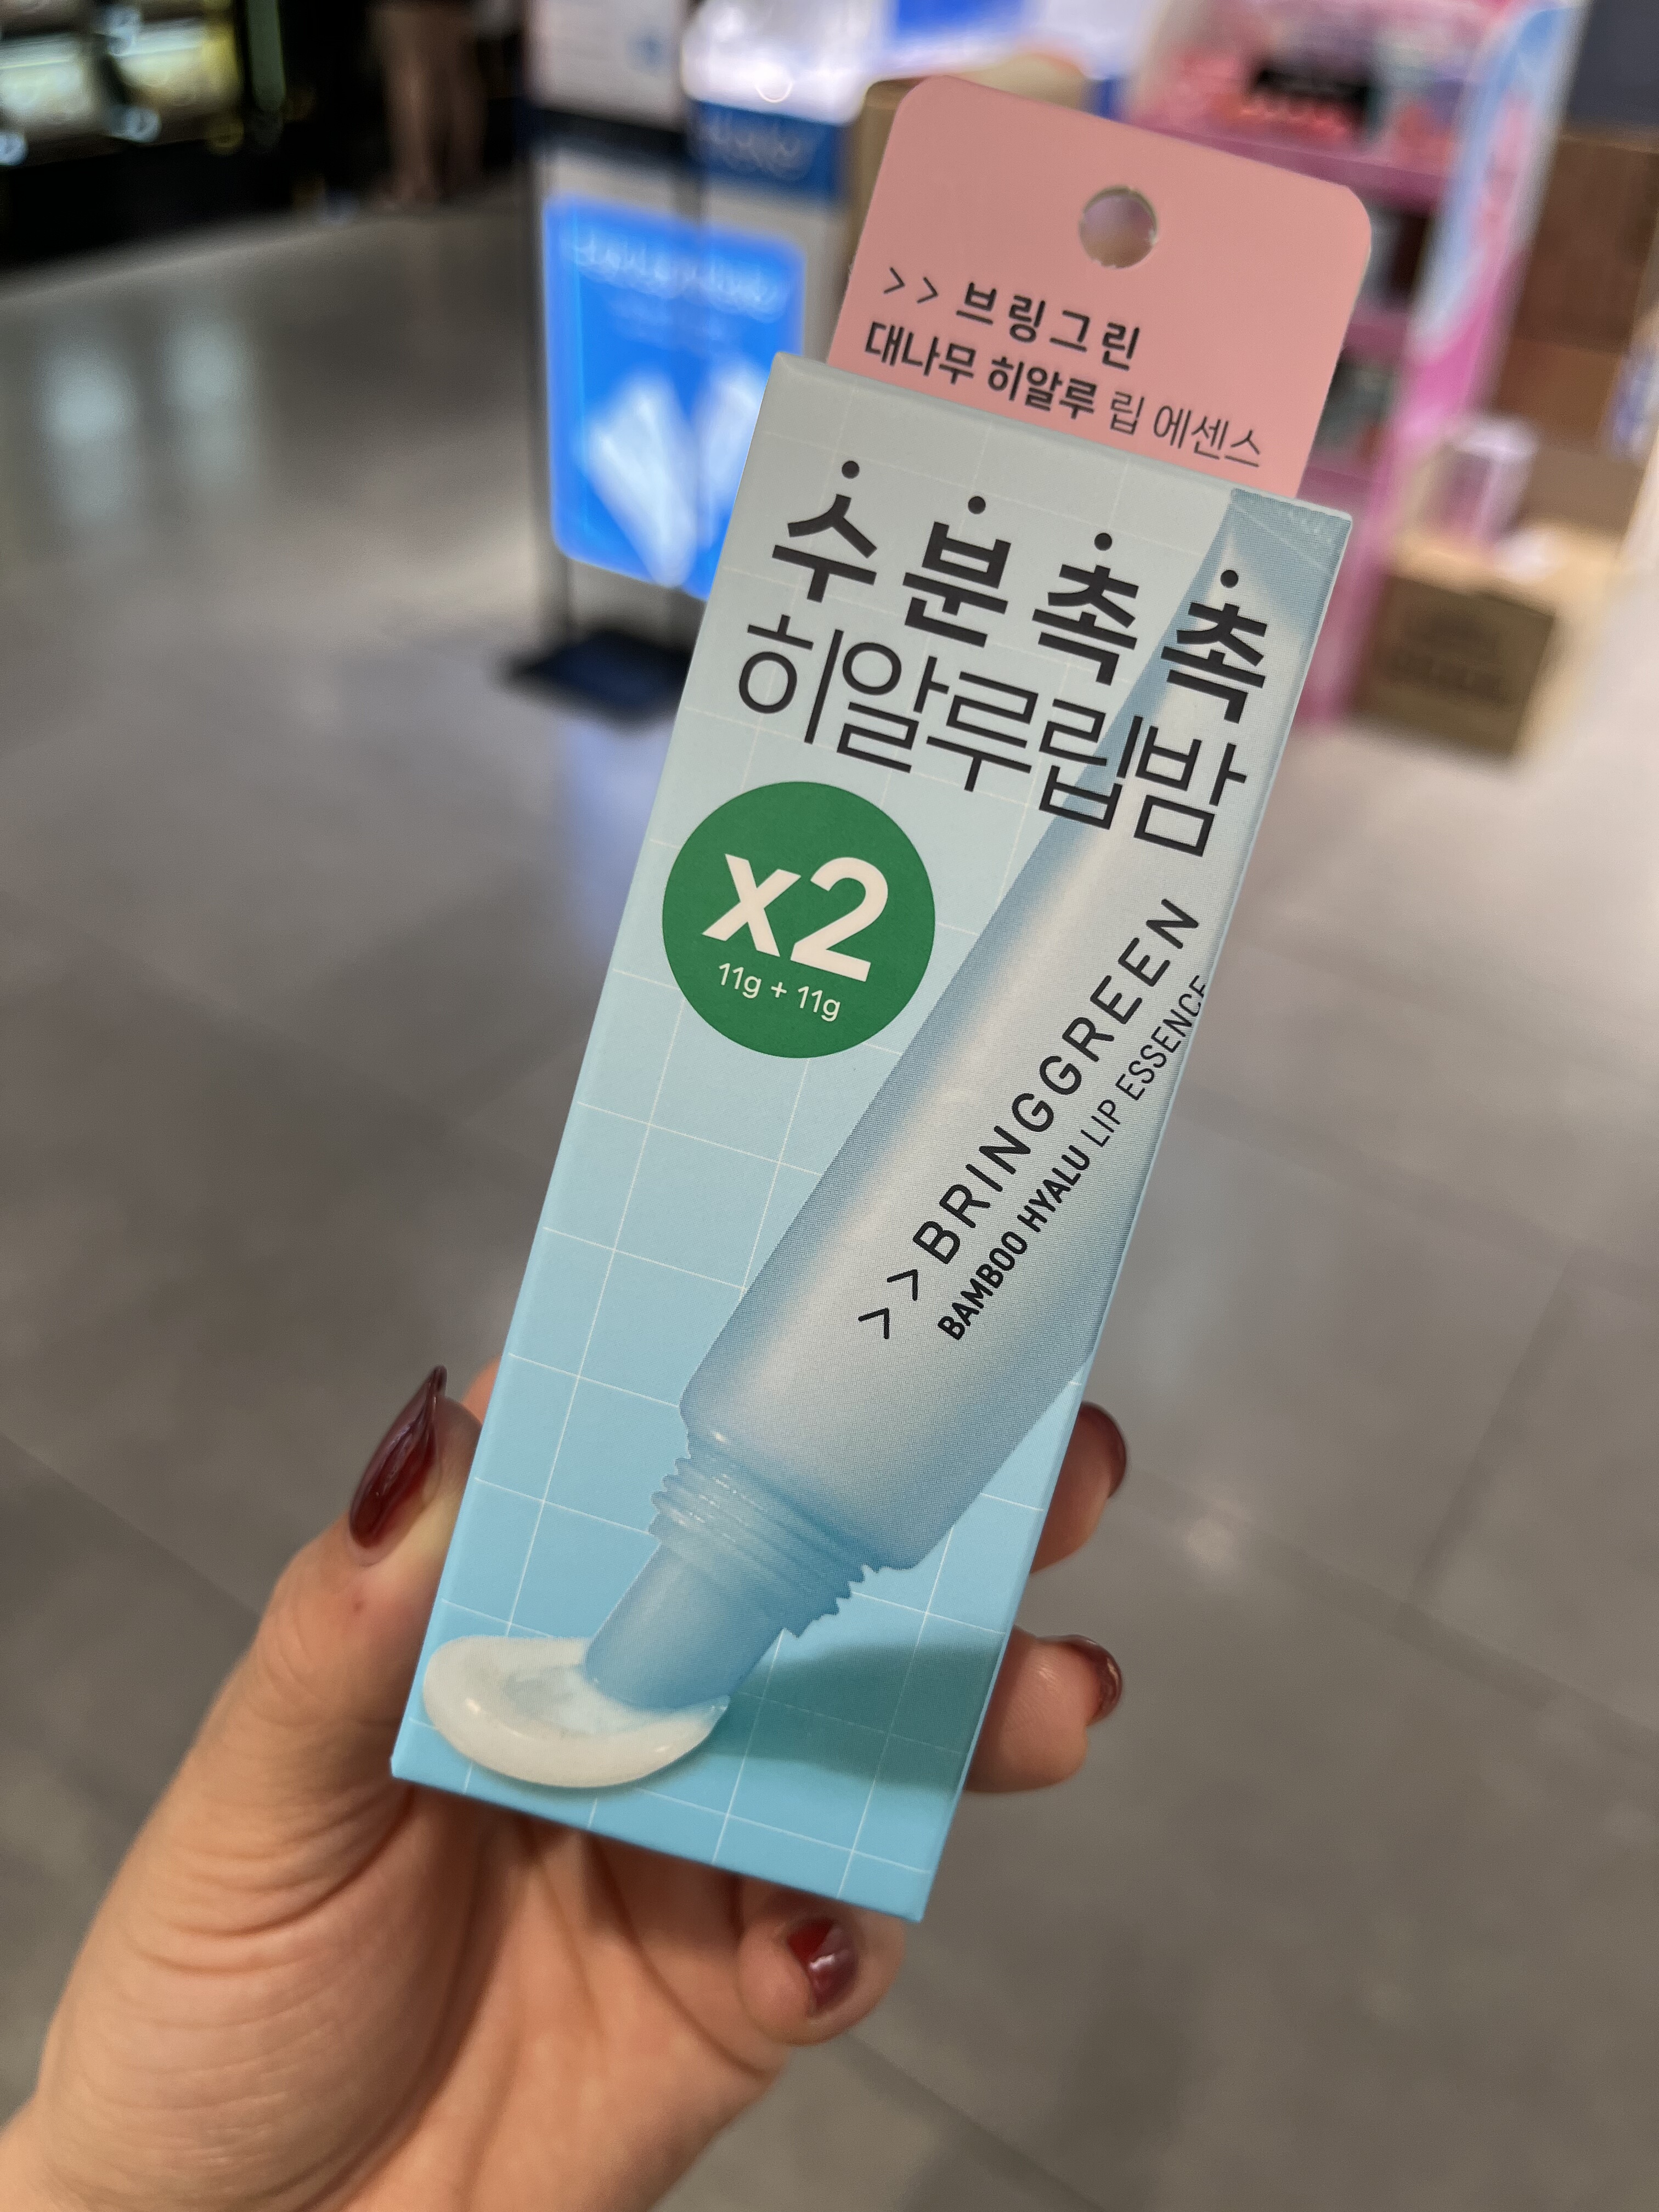 >> 브링그린
대나무 히알루 립 에센스
수분촉촉
히알루립밤
x2
11g + 11g
>> BRINGGREEN
BAMBOO HYALU LIP ESSENCE